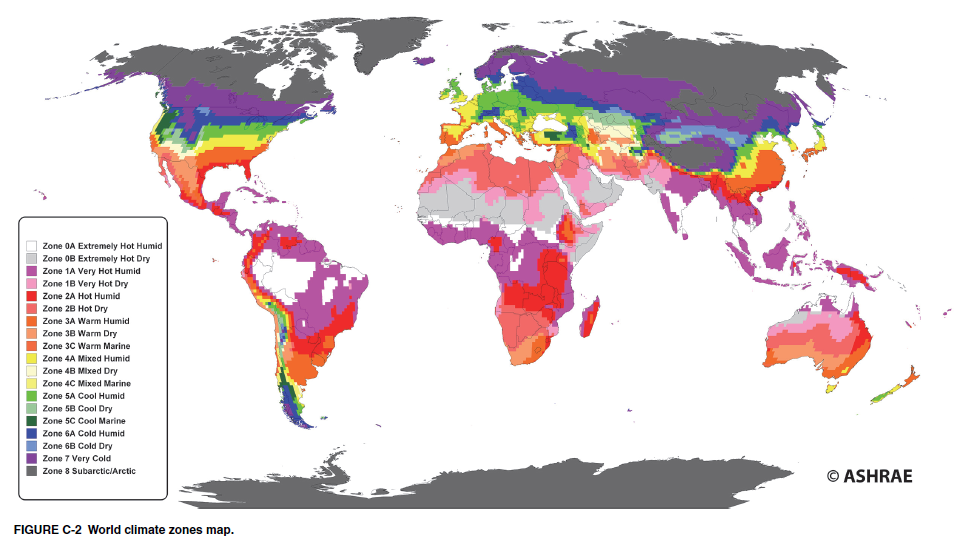 Zone 0A Extremely Hot Humid
Zone 0B Extremely Hot Dry
Zone 1A Very Hot Humid
Zone 1B Very Hot Dry
Zone 2A Hot Humid
Zone 2B Hot Dry
Zone 3A Warm Humid
Zone 3B Warm Dry
Zone 3C Warm Marine
Zone 4A Mixed Humid
Zone 4B Mixed Dry
Zone 4C Mixed Marine
Zone 5A Cool Humid
Zone 5B Cool Dry
Zone 5C Cool Marine
Zone 6A Cold Humid
Zone 6B Cold Dry
Zone 7 Very Cold
Zone 8 Subarctic/Arctic
© ASHRAE
FIGURE C-2 World climate zones map.